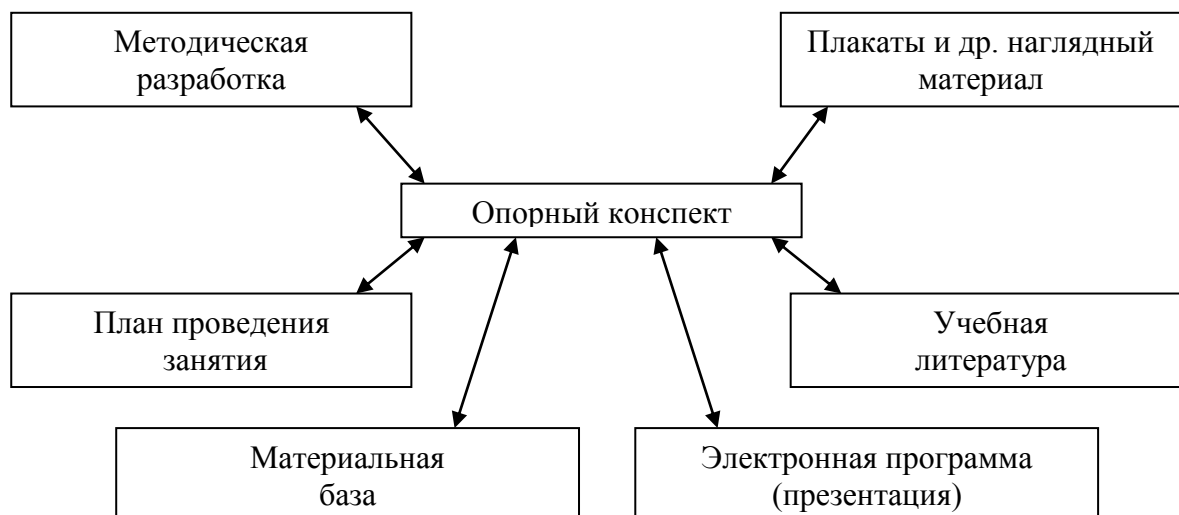 Методическая
разработка
Плакаты и др. наглядный
материал
Опорный конспект
План проведения
занятия
Учебная
литература
Материальная
база
Электронная программа
(презентация)